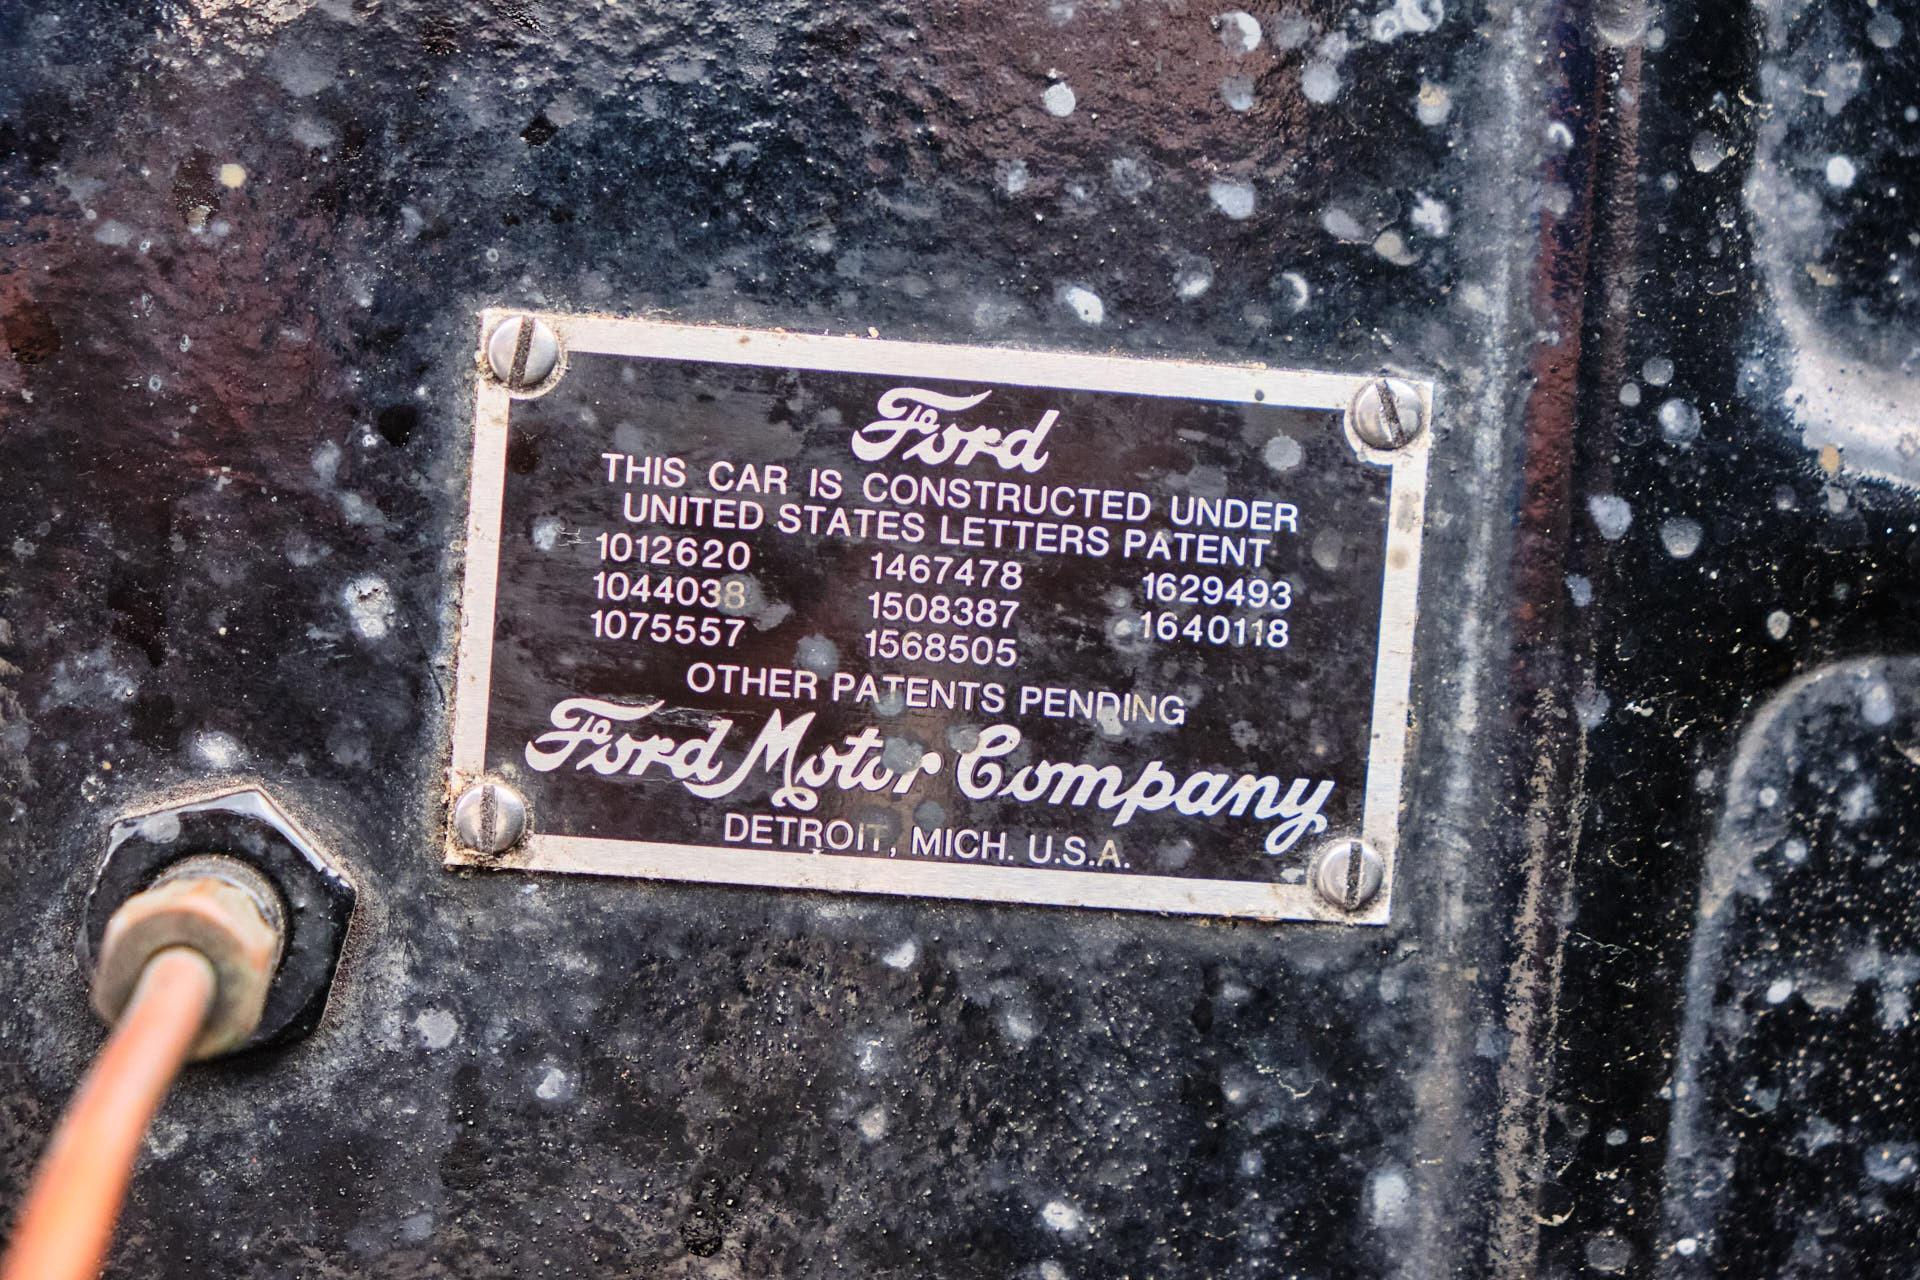 Ford
THIS CAR IS CONSTRUCTED UNDER
UNITED STATES LETTERS PATENT
1012620 1467478 1629493
1044038 1508387 1640118
1075557 1568505
OTHER PATENTS PENDING
Ford Motor Company
DETROIT, MICH. U.S.A.